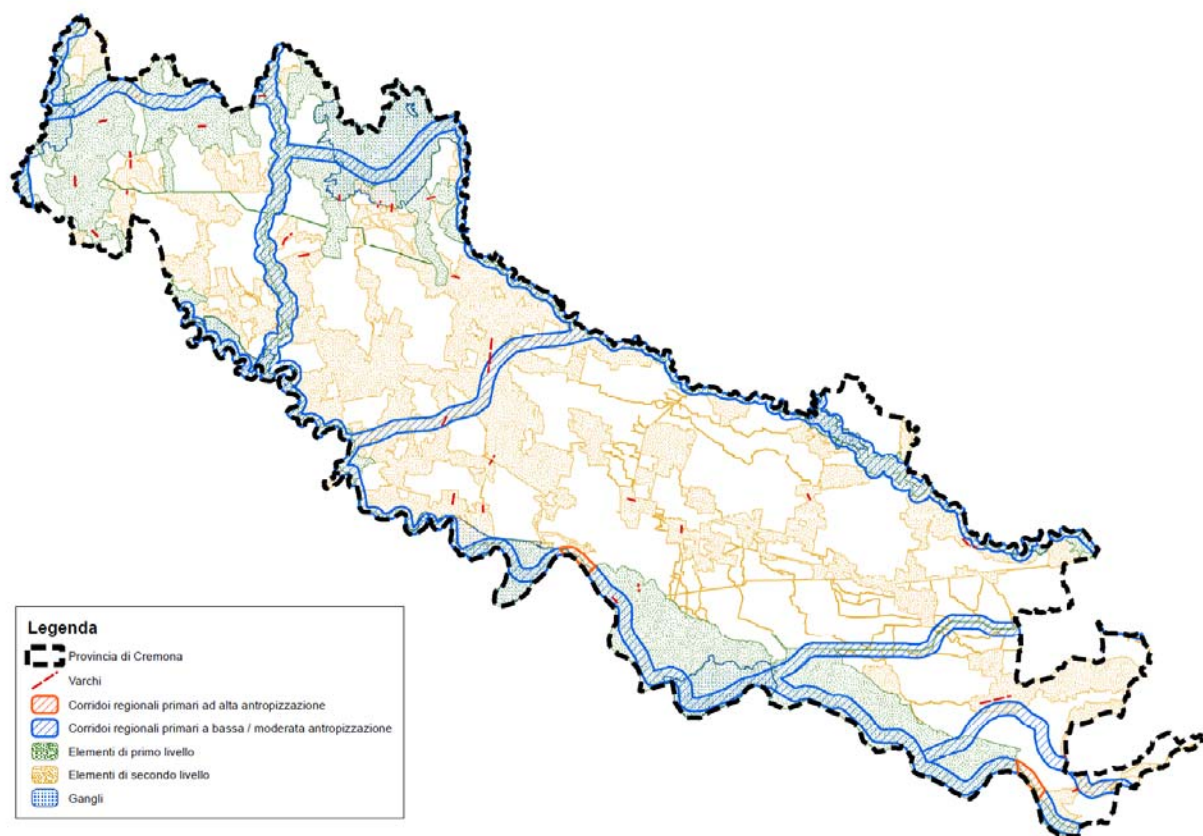 Legenda
Provincia di Cremona
Varchi
Corridoi regionali primari ad alta antropizzazione
Corridoi regionali primari a bassa / moderata antropizzazione
Elementi di primo livello
Elementi di secondo livello
Gangli